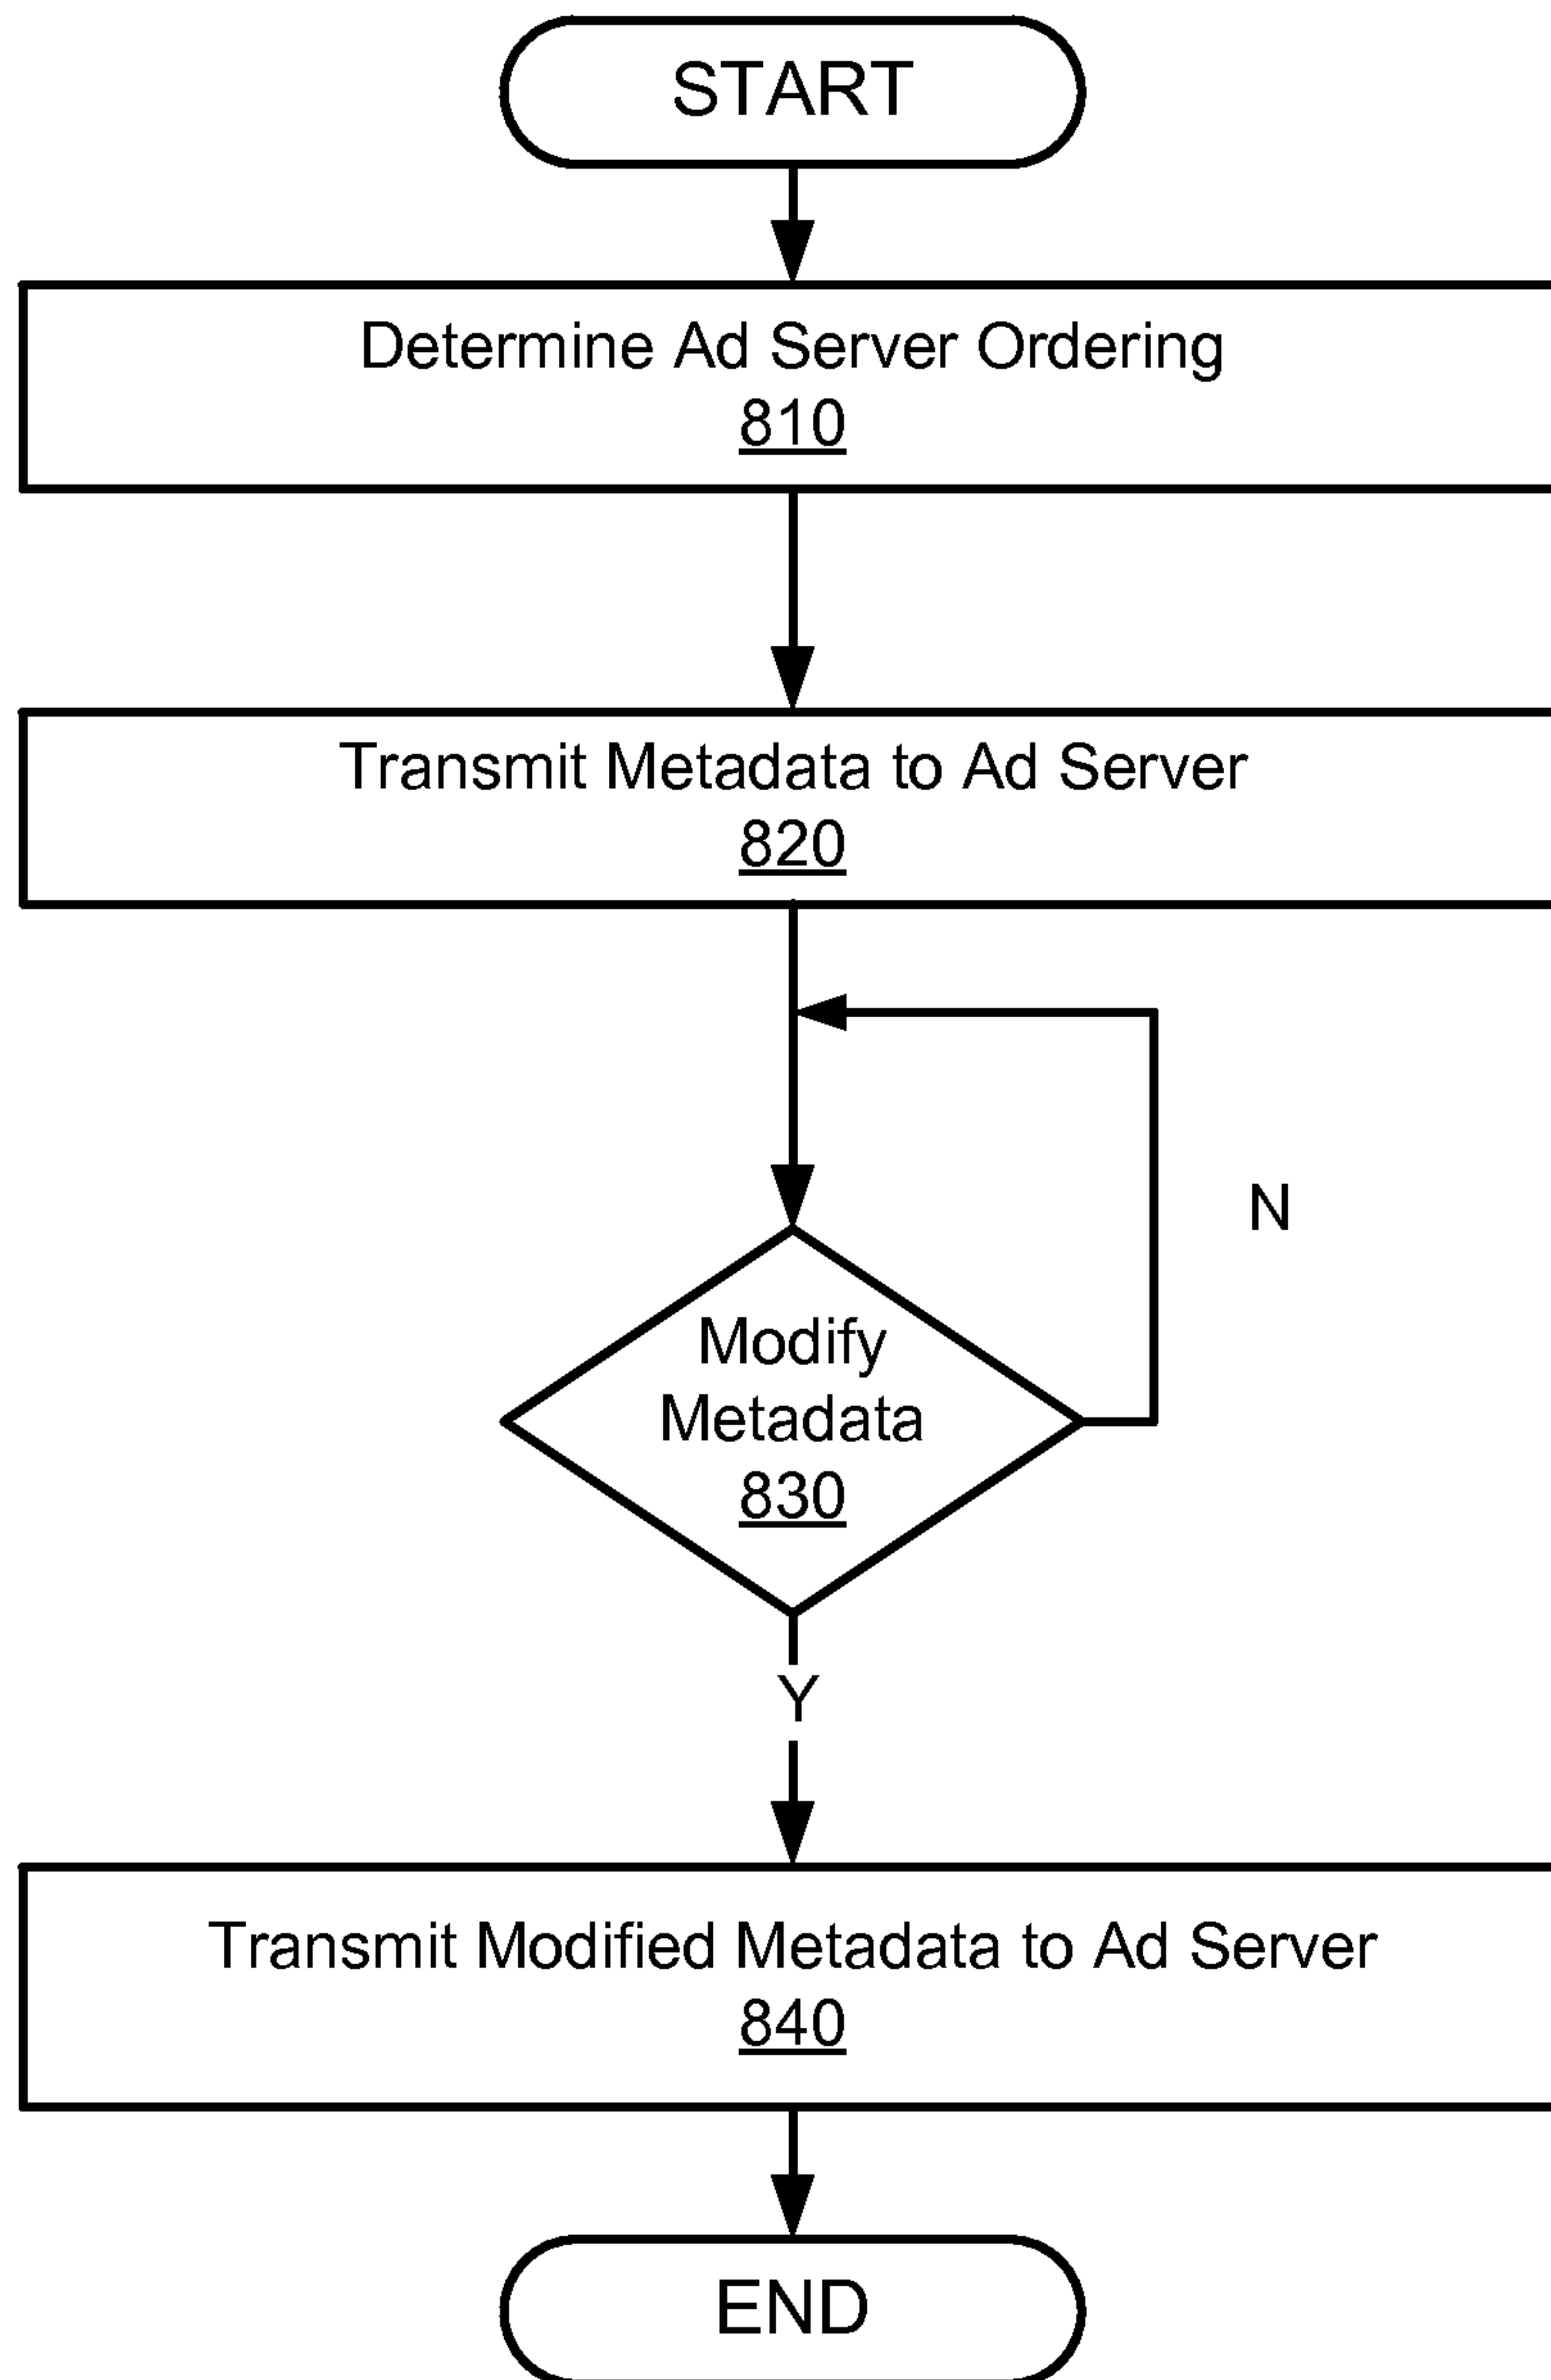 START
Determine Ad Server Ordering
810
Transmit Metadata to Ad Server
820
N
Modify
Metadata
830
Y
Transmit Modified Metadata to Ad Server
840
END